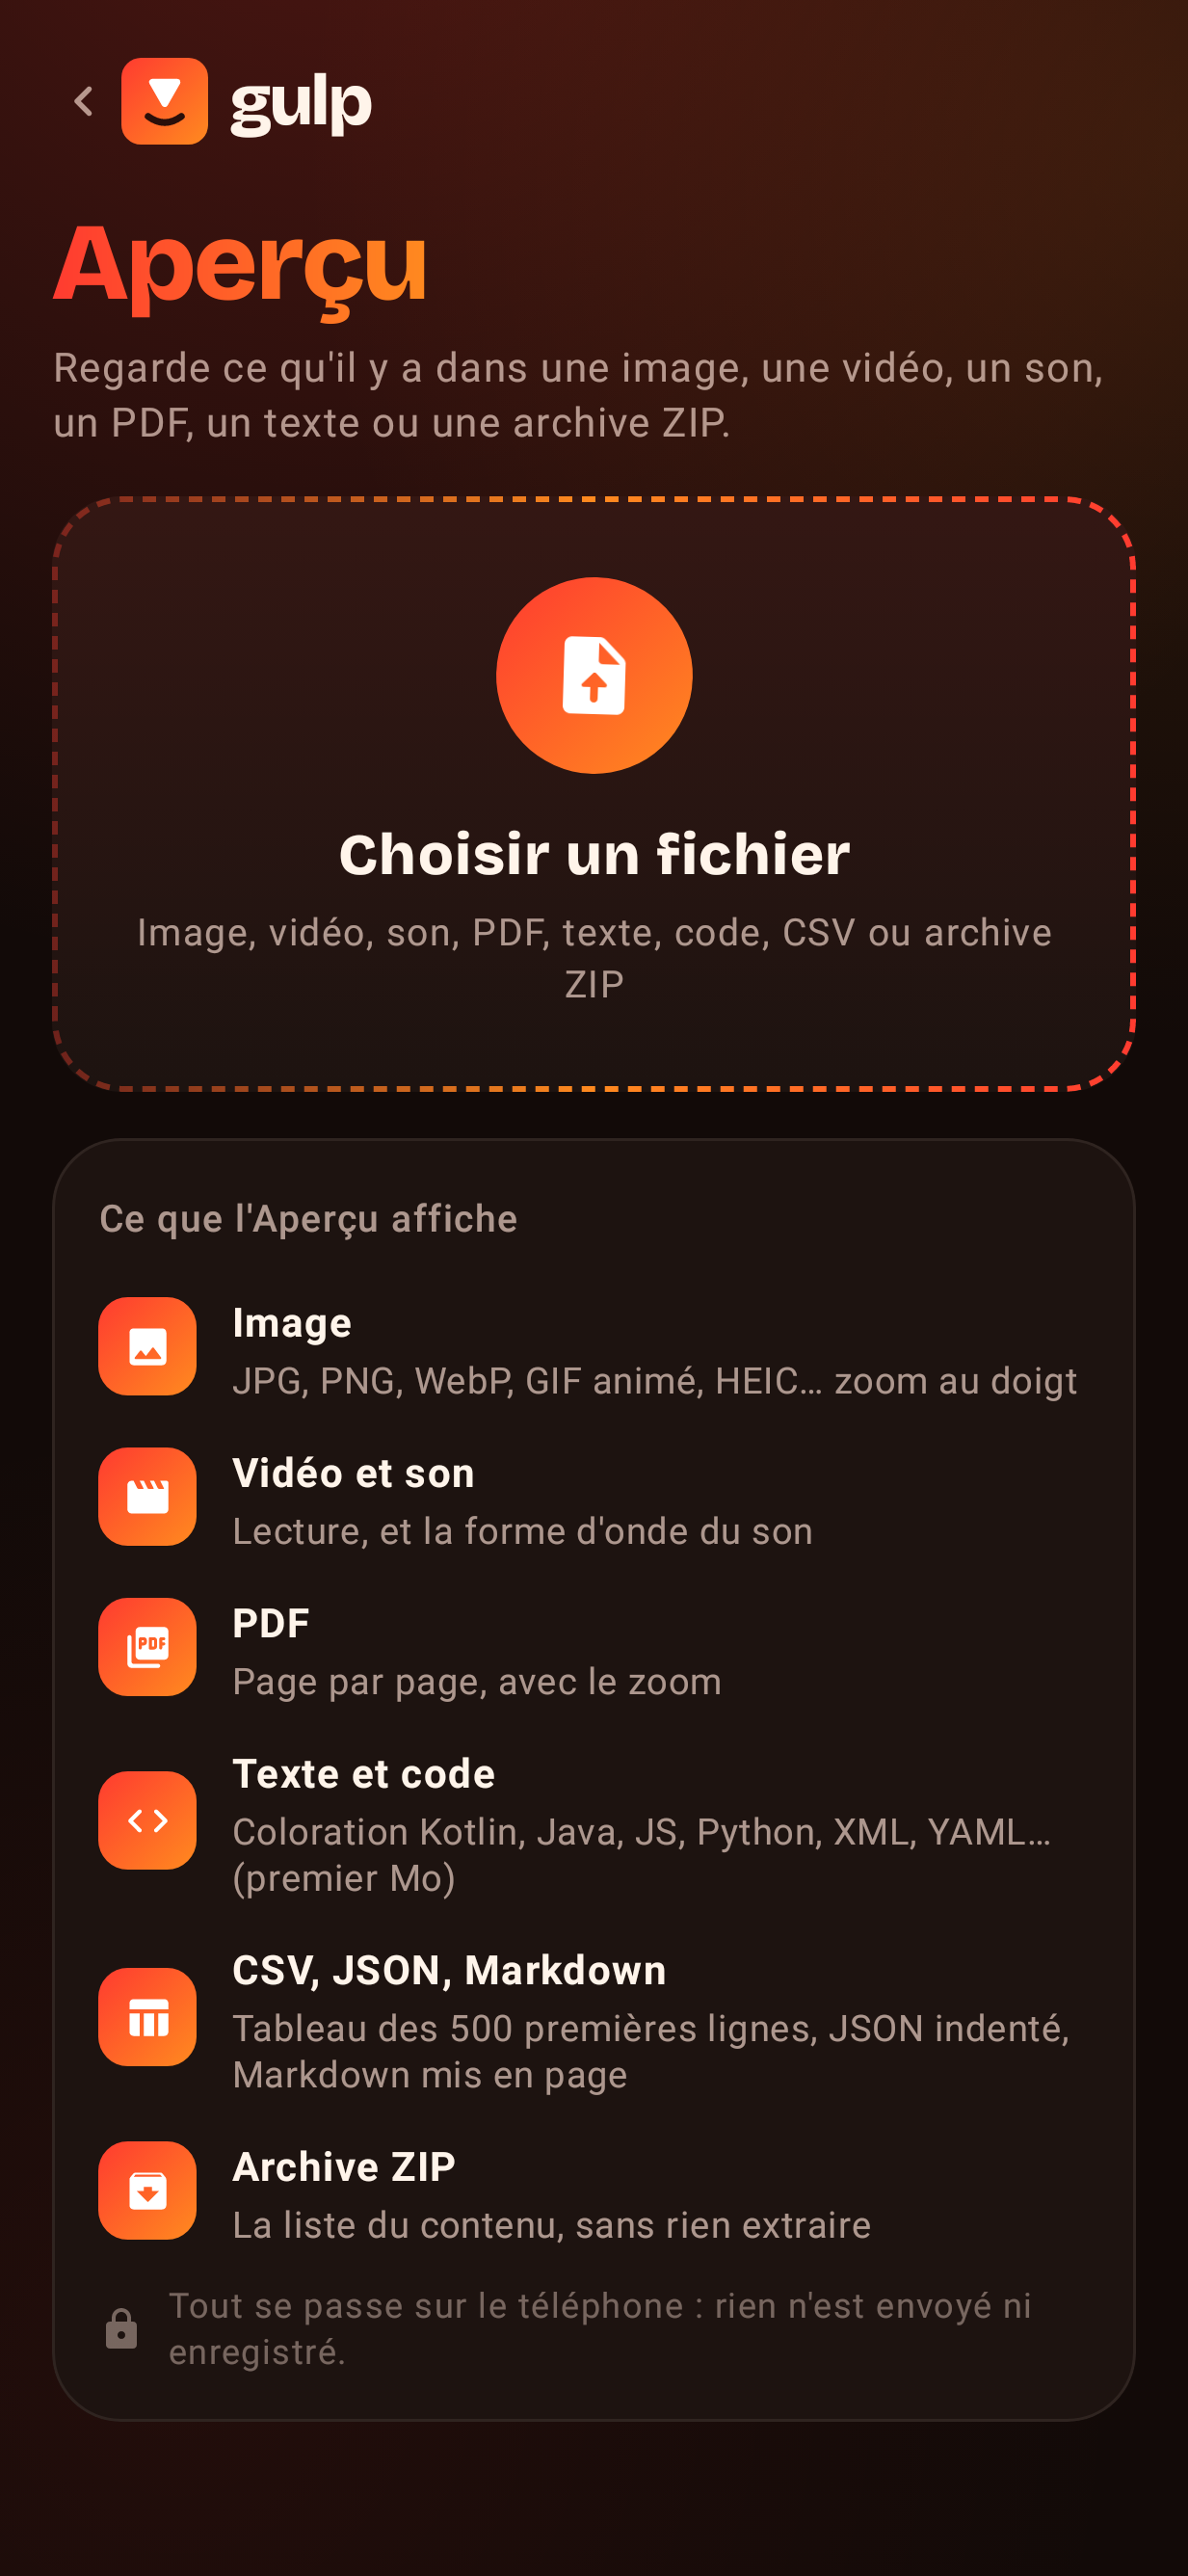 gulp
Aperçu
Regarde ce qu'il y a dans une image, une vidéo, un son,
un PDF, un texte ou une archive ZIP.
Choisir un fichier
Image, vidéo, son, PDF, texte, code, CSV ou archive
ZIP
Ce que l'Aperçu affiche
Image
JPG, PNG, WebP, GIF animé, HEIC… zoom au doigt
Vidéo et son
Lecture, et la forme d'onde du son
PDF
PDF
Page par page, avec le zoom
Texte et code
Coloration Kotlin, Java, JS, Python, XML, YAML…
(premier Mo)
CSV, JSON, Markdown
Tableau des 500 premières lignes, JSON indenté,
Markdown mis en page
Archive ZIP
La liste du contenu, sans rien extraire
Tout se passe sur le téléphone : rien n'est envoyé ni
enregistré.